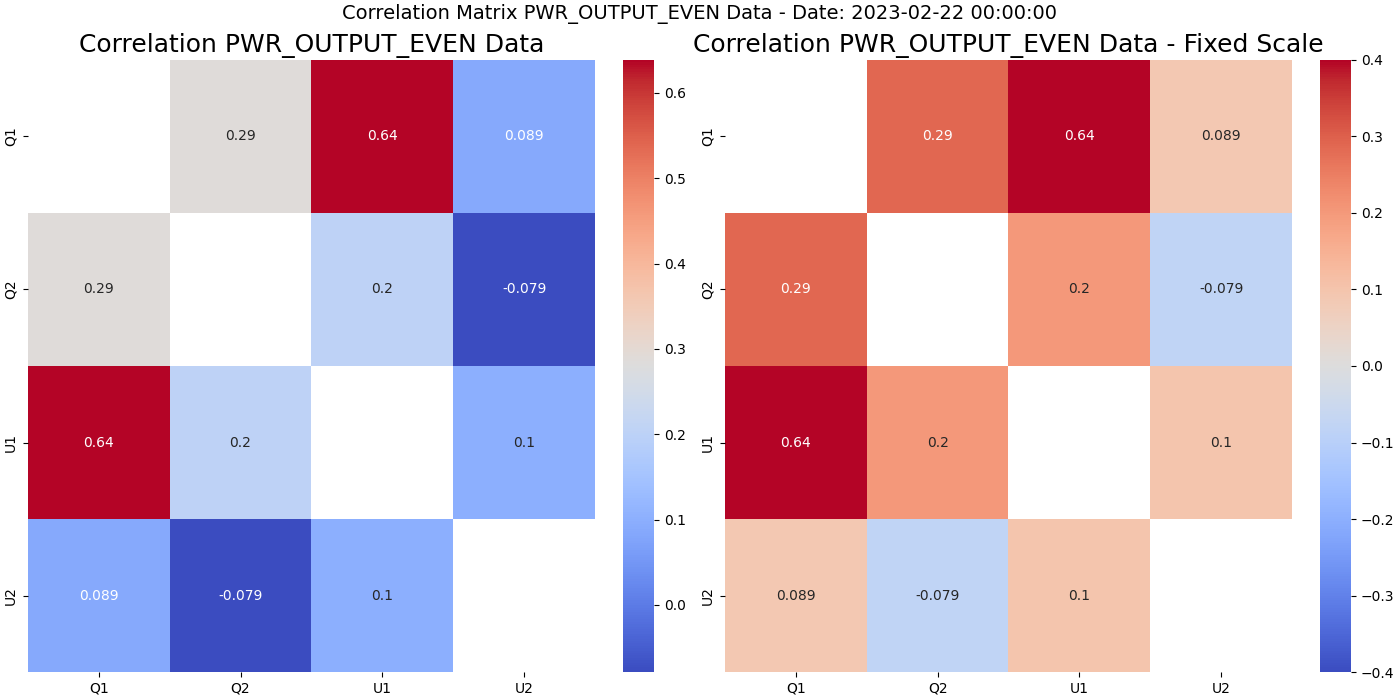 Correlation Matrix PWR_OUTPUT_EVEN Data - Date: 2023-02-22 00:00:00
Correlation PWR_OUTPUT_EVEN Data
Q1
0.29
0.64
0.089
Q2
0.29
0.2
-0.079
U1
0.64
0.2
0.1
U2
0.089
-0.079
0.1
Q1
Q2
U1
U2
0.6
0.5
0.4
0.3
0.2
0.1
0.0
Correlation PWR_OUTPUT_EVEN Data - Fixed Scale
Q1
0.29
0.64
0.089
Q2
0.29
0.2
-0.079
U1
0.64
0.2
0.1
U2
0.089
-0.079
0.1
Q1
Q2
U1
U2
0.4
0.3
0.2
0.1
0.0
−0.1
−0.2
−0.3
−0.4